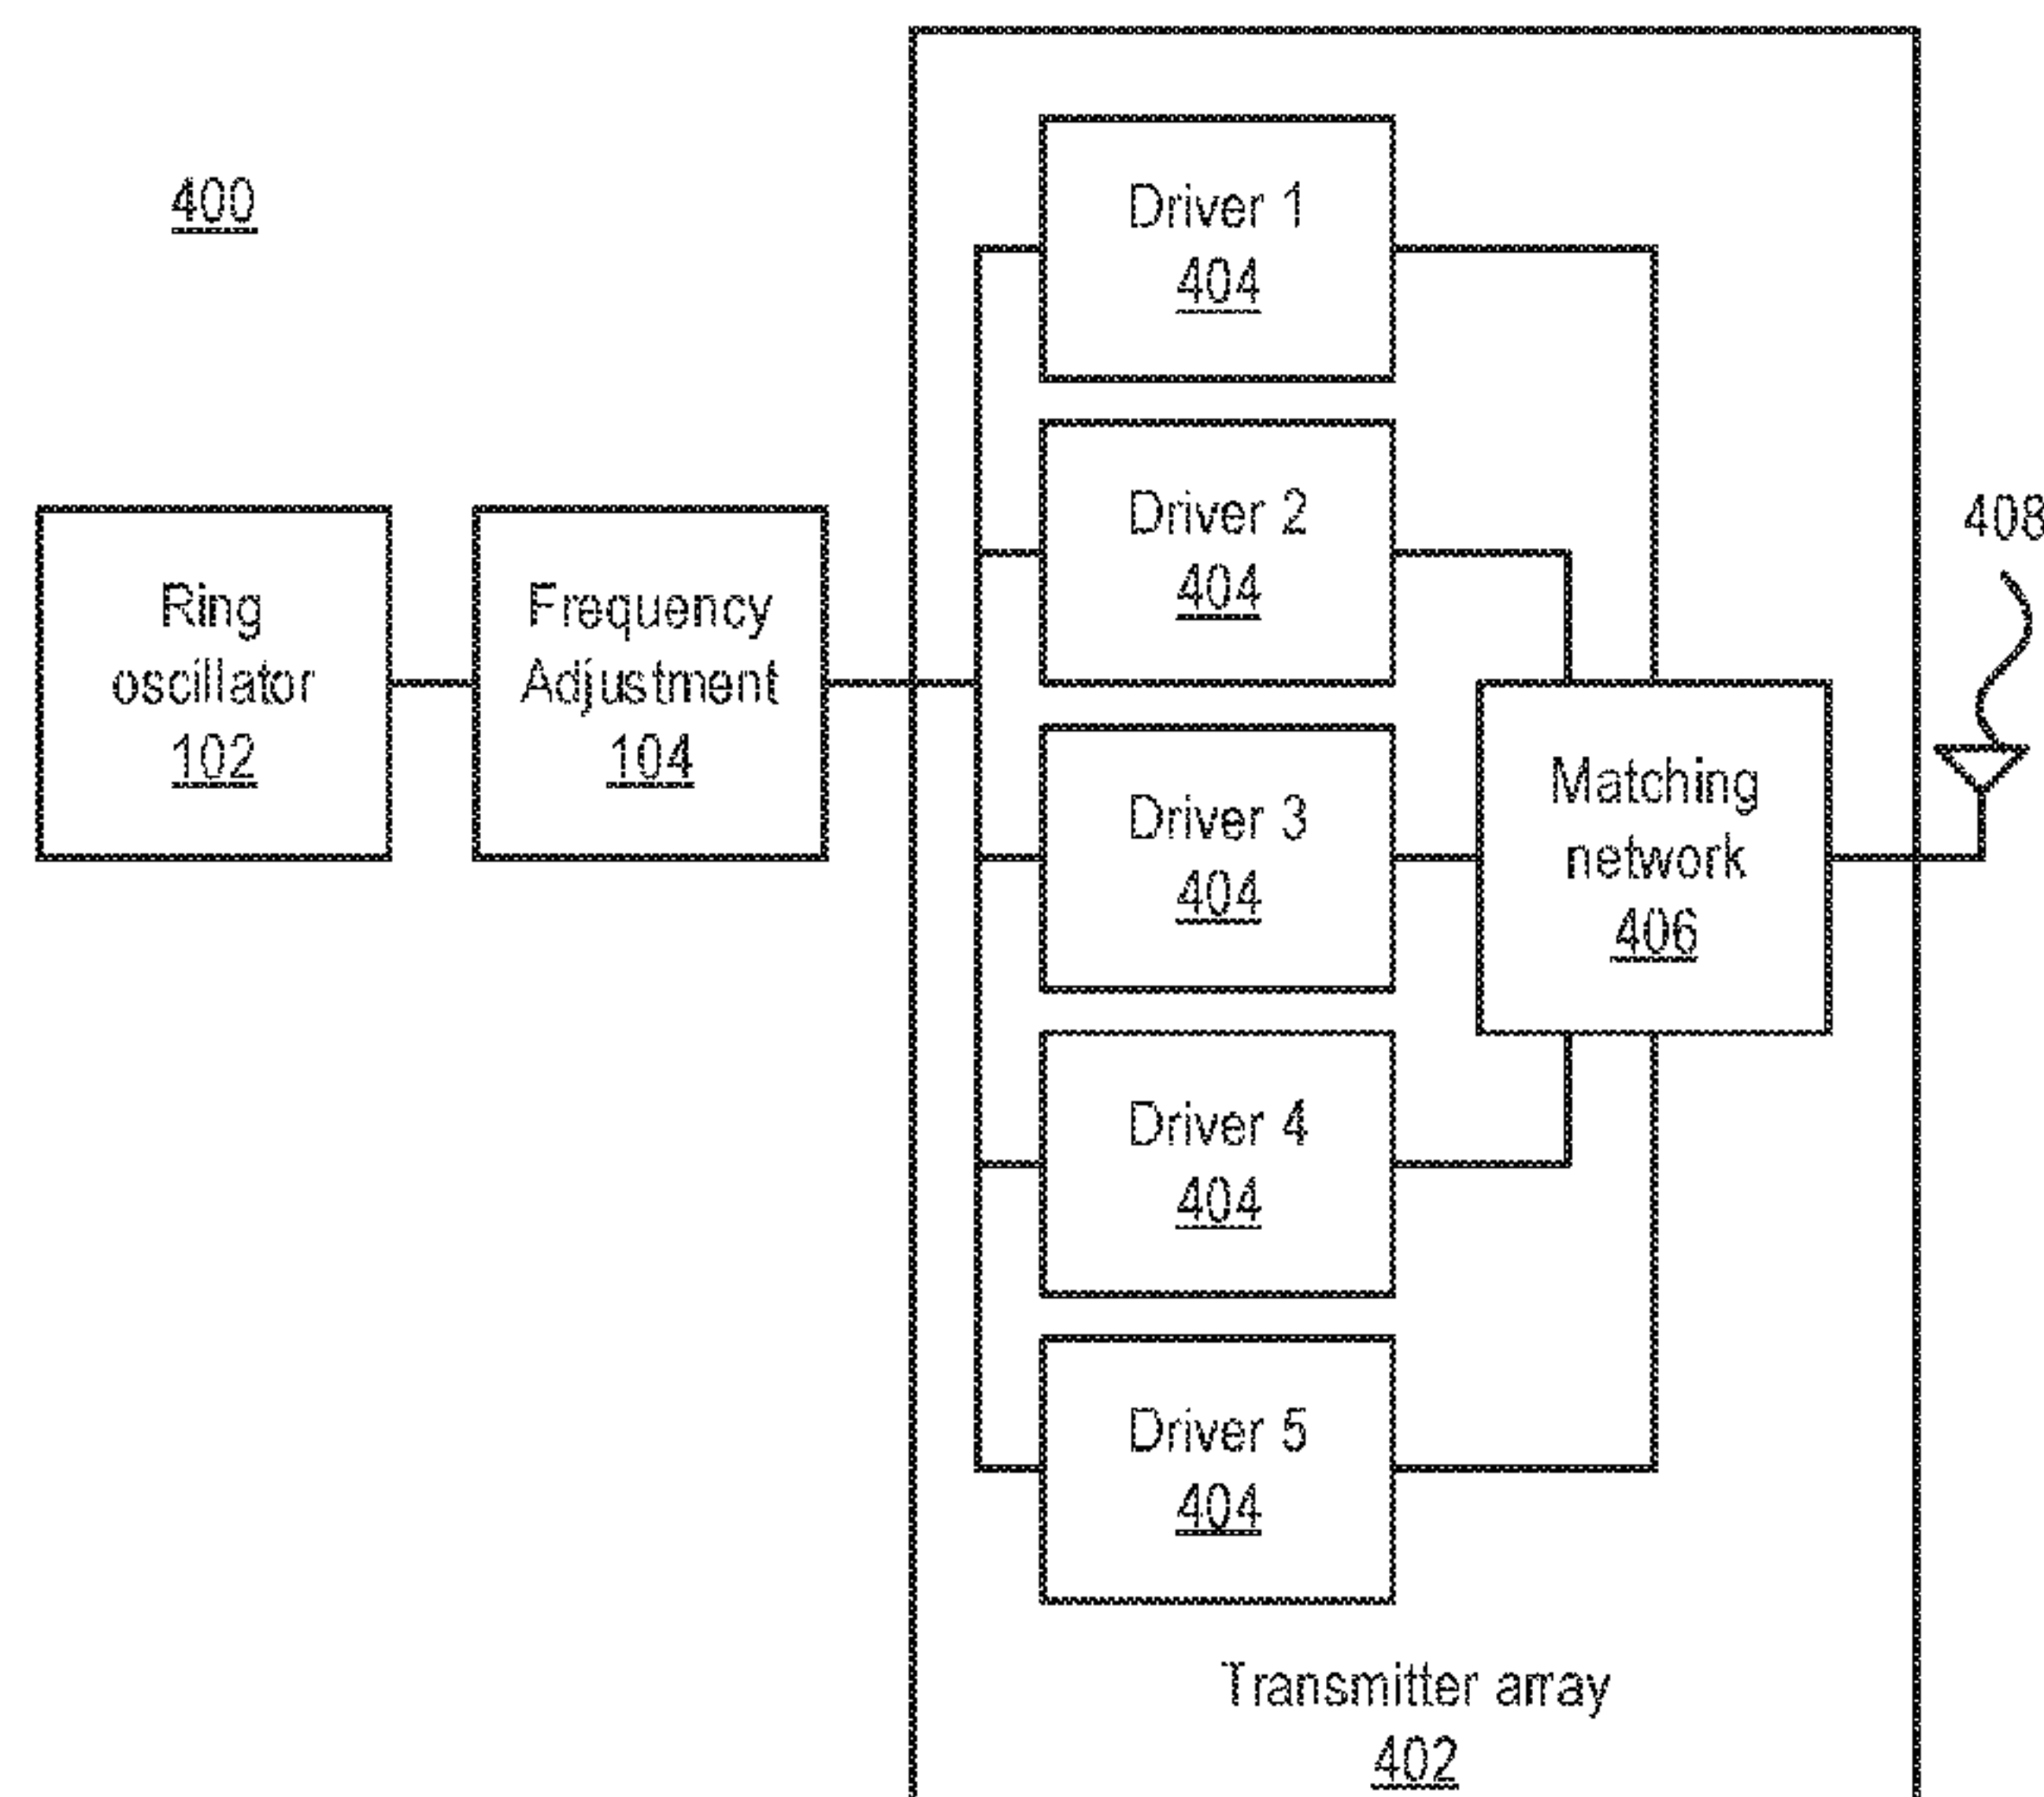 400
Driver 1
404
Driver 2
404
408
Ring
oscillator
102
Frequency
Adjustment
104
Driver 3
404
Matching
network
406
Driver 4
404
Driver 5
404
Transmitter array
402